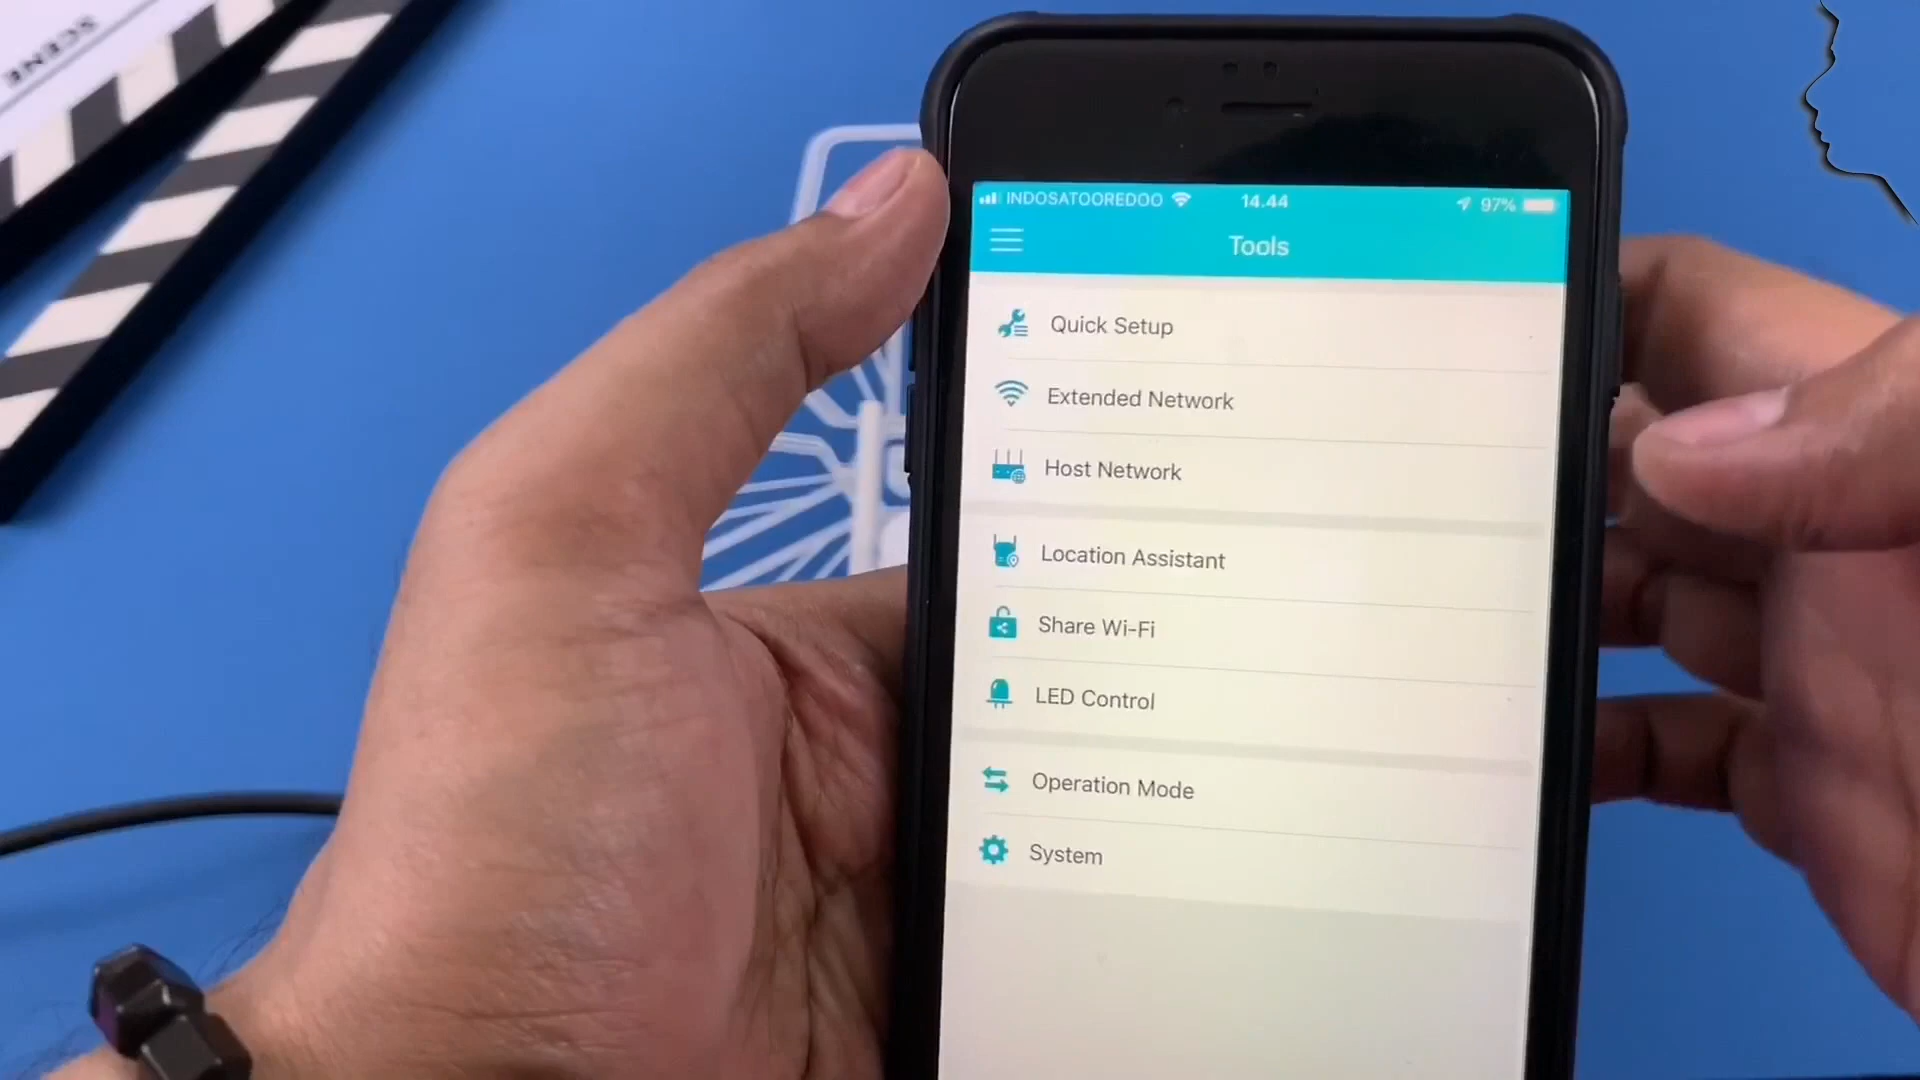 SCENE
INDOSATOOREDOO 14.44 97%
Tools
Quick Setup
Extended Network
Host Network
Location Assistant
Share Wi-Fi
LED Control
Operation Mode
System